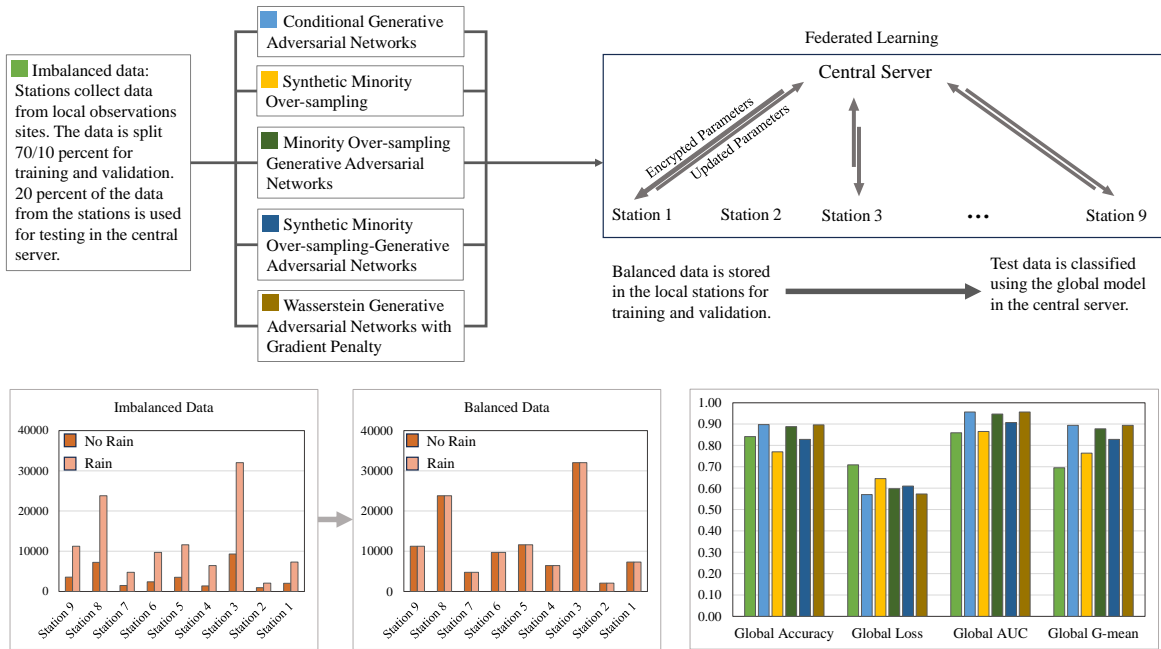 Imbalanced data:
Stations collect data
from local observations
sites. The data is split
70/10 percent for
training and validation.
20 percent of the data
from the stations is used
for testing in the central
server.
Conditional Generative
Adversarial Networks
Synthetic Minority
Over-sampling
Minority Over-sampling
Generative Adversarial
Networks
Synthetic Minority
Over-sampling-Generative
Adversarial Networks
Wasserstein Generative
Adversarial Networks with
Gradient Penalty
Federated Learning
Central Server
Encrypted Parameters
Updated Parameters
Station 1
Station 2
Station 3
...
Station 9
Balanced data is stored
in the local stations for
training and validation.
Test data is classified
using the global model
in the central server.
Imbalanced Data
No Rain
Rain
40000
30000
20000
10000
0
Station 9
Station 8
Station 7
Station 6
Station 5
Station 4
Station 3
Station 2
Station 1
Balanced Data
No Rain
Rain
40000
30000
20000
10000
0
Station 9
Station 8
Station 7
Station 6
Station 5
Station 4
Station 3
Station 2
Station 1
1.00
0.90
0.80
0.70
0.60
0.50
0.40
0.30
0.20
0.10
0.00
Global Accuracy
Global Loss
Global AUC
Global G-mean